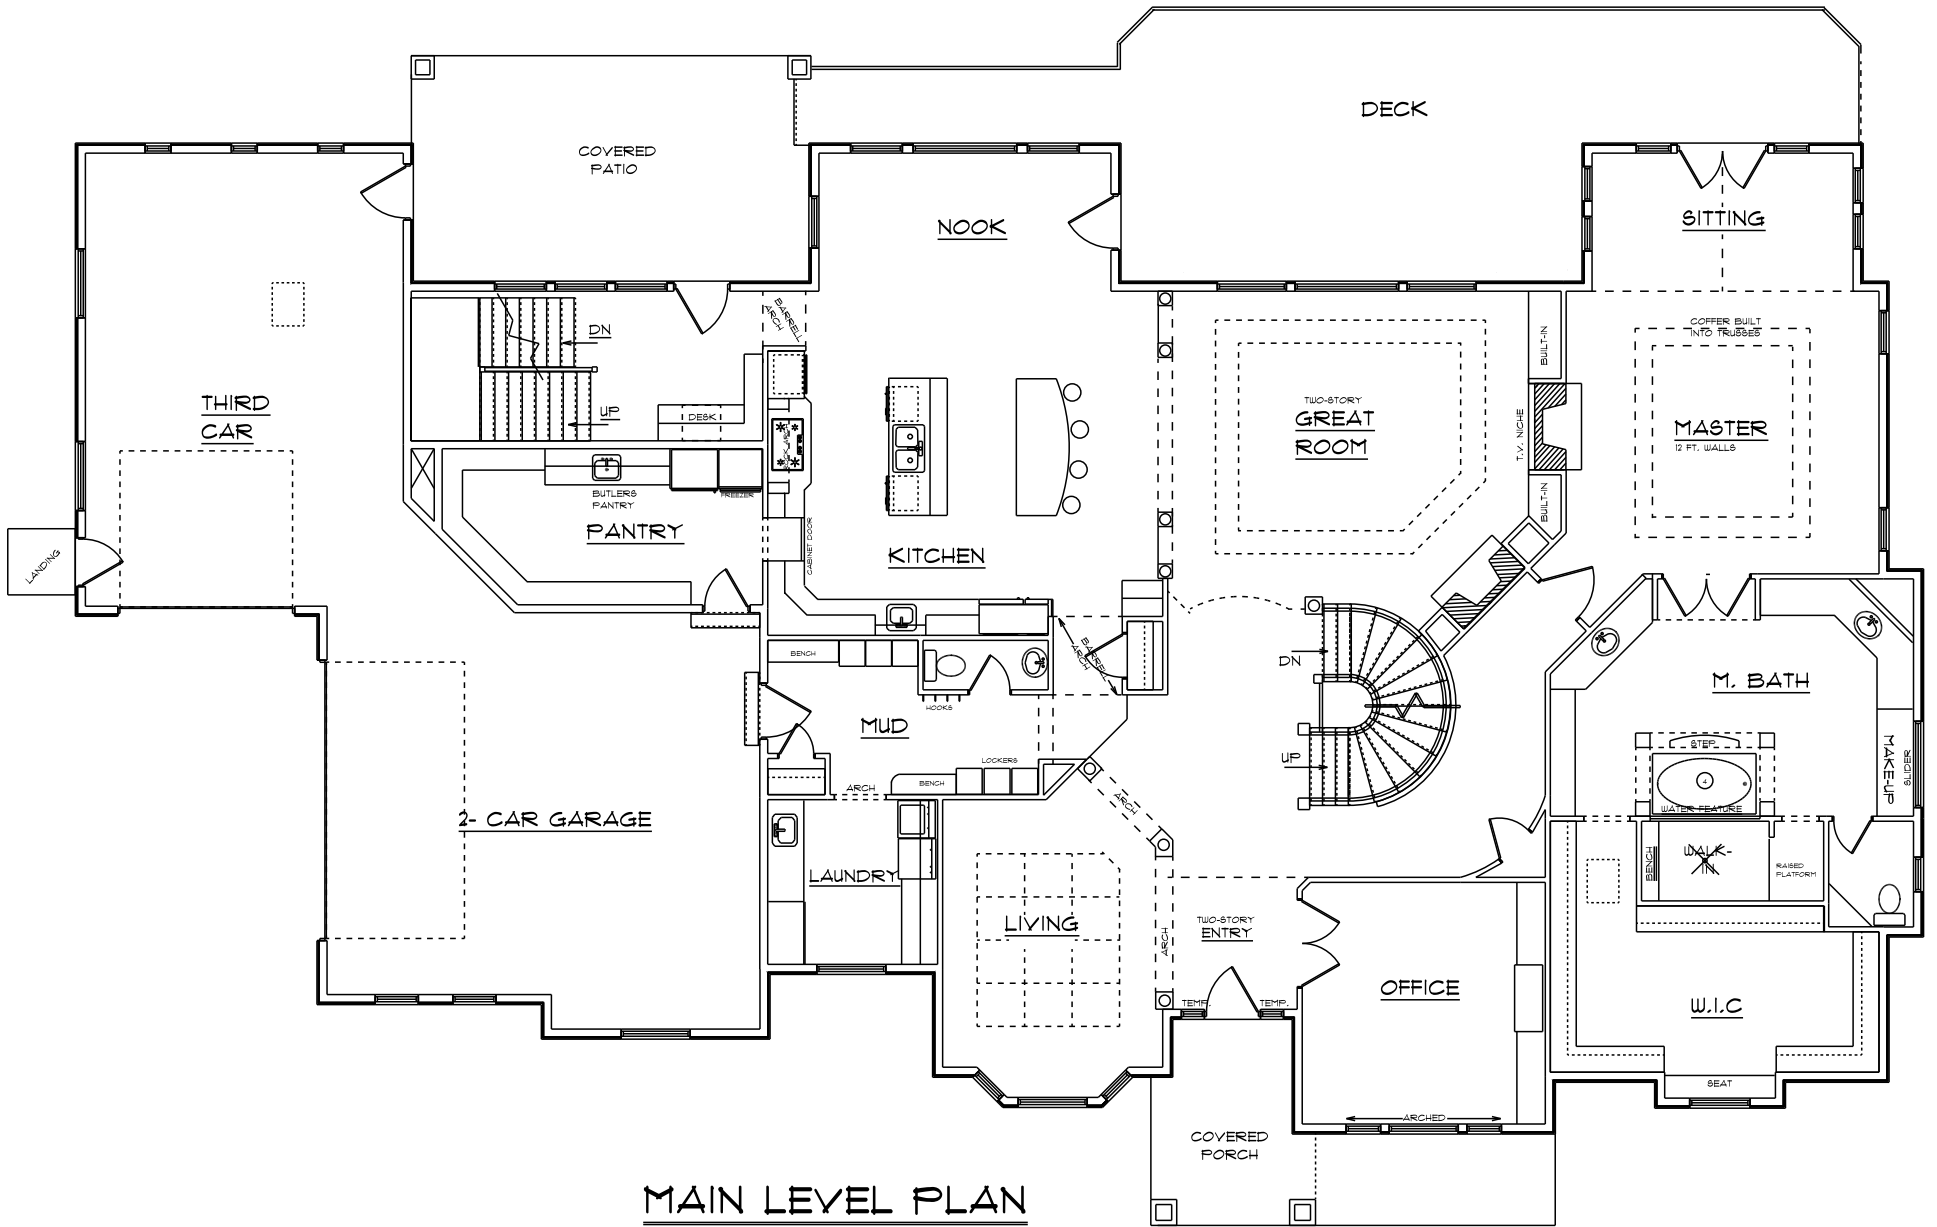 DECK
COVERED
PATIO
NOOK
SITTING
BARREL
ARCH
DN
UP
DESK
COFFER BUILT
INTO TRUSSES
BUILT-IN
THIRD
CAR
TWO-STORY
GREAT
ROOM
T.V. NICHE
MASTER
12 FT. WALLS
BUILT-IN
BUTLERS
PANTRY
FREEZER
PANTRY
CABINET DOOR
KITCHEN
LANDING
BENCH
BARREL
ARCH
DN
M. BATH
HOOKS
MUD
UP
STEP
MAKE-UP
SLIDER
LOCKERS
BENCH
ARCH
ARCH
4
WATER FEATURE
2- CAR GARAGE
LAUNDRY
BENCH
WALK-
IN
RAISED
PLATFORM
LIVING
TWO-STORY
ENTRY
ARCH
OFFICE
TEMP.
TEMP.
W.I.C
SEAT
ARCHED
COVERED
PORCH
MAIN LEVEL PLAN